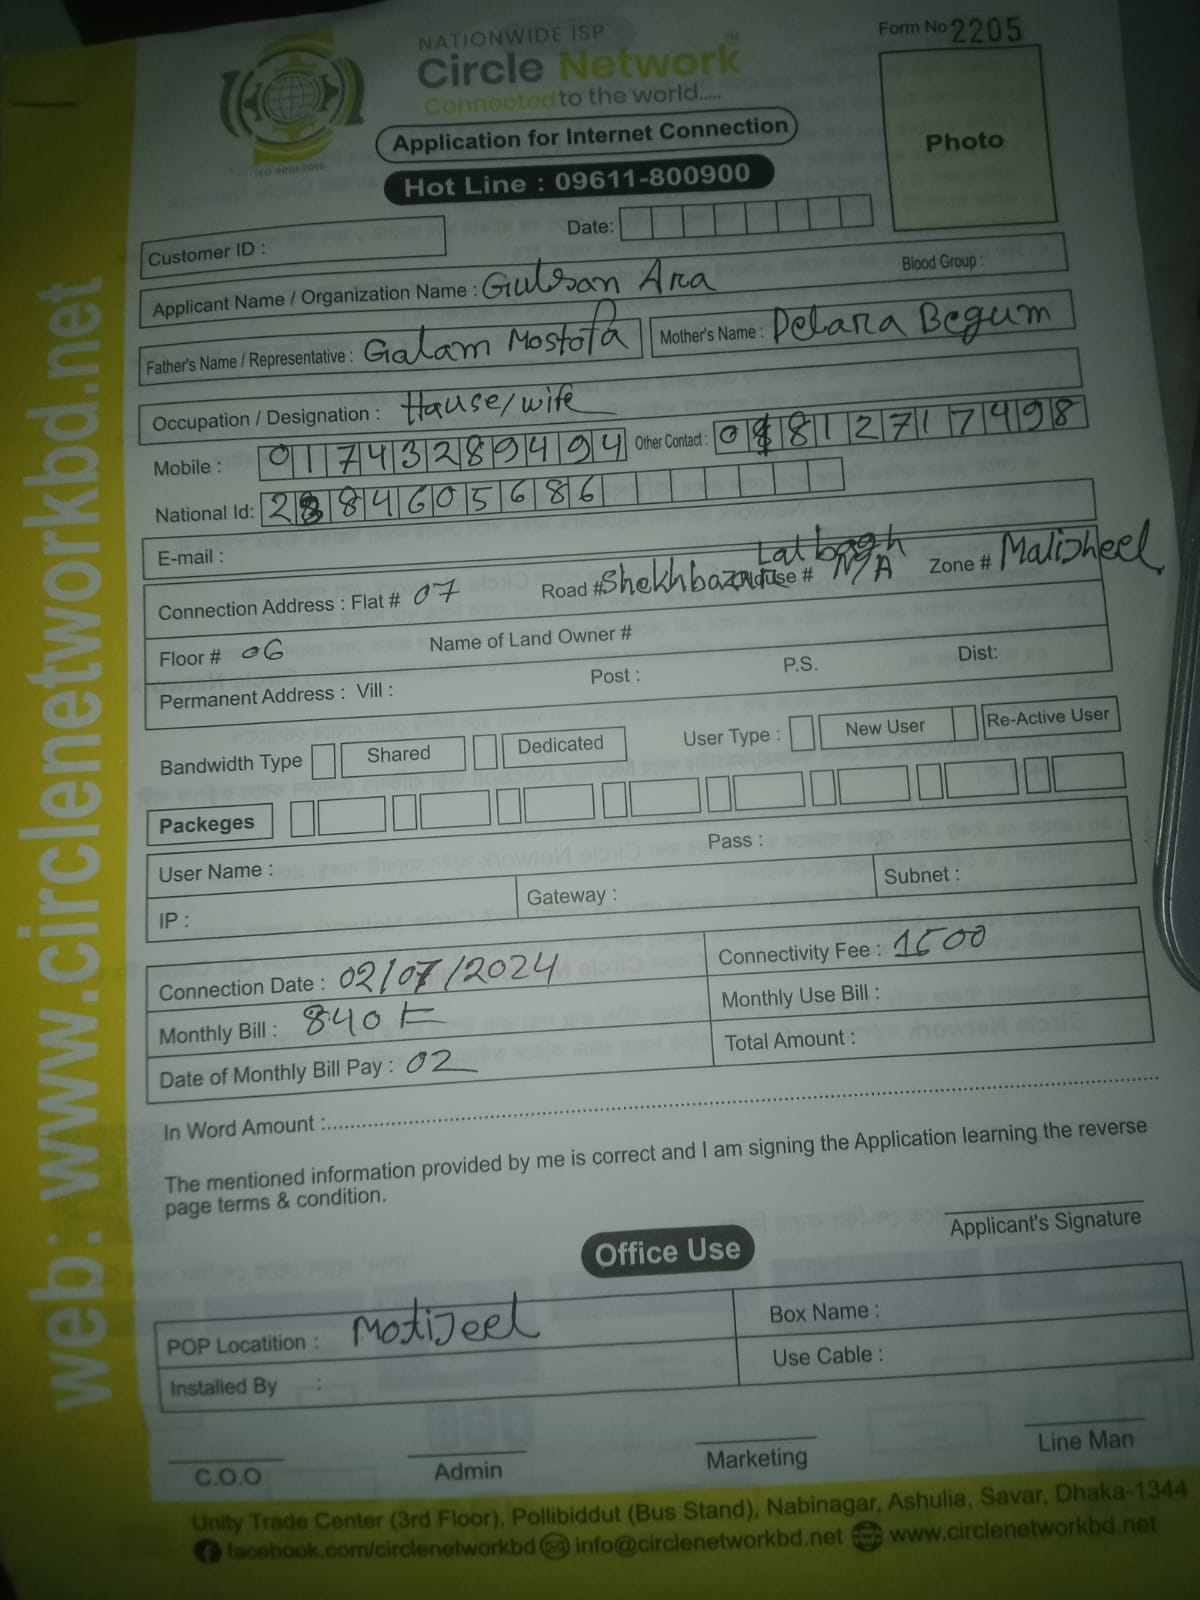 NATIONWIDE ISP
Form No 2205
Circle Network
Connected to the world.....
ISO 9001:2015
Application for Internet Connection
Photo
Hot Line : 09611-800900
Date:
Customer ID :
Applicant Name / Organization Name : Gulsan Ara Blood Group :
Father's Name / Representative : Galam Mostofa Mother's Name : Delara Begum
Occupation / Designation : Hause/wife
Mobile : 01743289494 Other Contact : 01812717498
National Id: 2884605686
E-mail :
Lalbagh
Connection Address : Flat # 07 Road # Shekhbazar House # N/A Zone # Matijheel
Floor # 06 Name of Land Owner #
Permanent Address : Vill : Post : P.S. Dist:
Bandwidth Type Shared Dedicated User Type : New User Re-Active User
Packeges
User Name : Pass :
IP : Gateway : Subnet :
Connection Date : 02/07/2024 Connectivity Fee : 1500
Monthly Bill : 840 Monthly Use Bill :
Date of Monthly Bill Pay : 02 Total Amount :
In Word Amount :
The mentioned information provided by me is correct and I am signing the Application learning the reverse
page terms & condition.
Applicant's Signature
Office Use
POP Locatition : Motijeel Box Name :
Installed By : Use Cable :
C.O.O Admin Marketing Line Man
Unity Trade Center (3rd Floor), Pollibiddut (Bus Stand), Nabinagar, Ashulia, Savar, Dhaka-1344
facebook.com/circlenetworkbd info@circlenetworkbd.net www.circlenetworkbd.net
web: www.circlenetworkbd.net